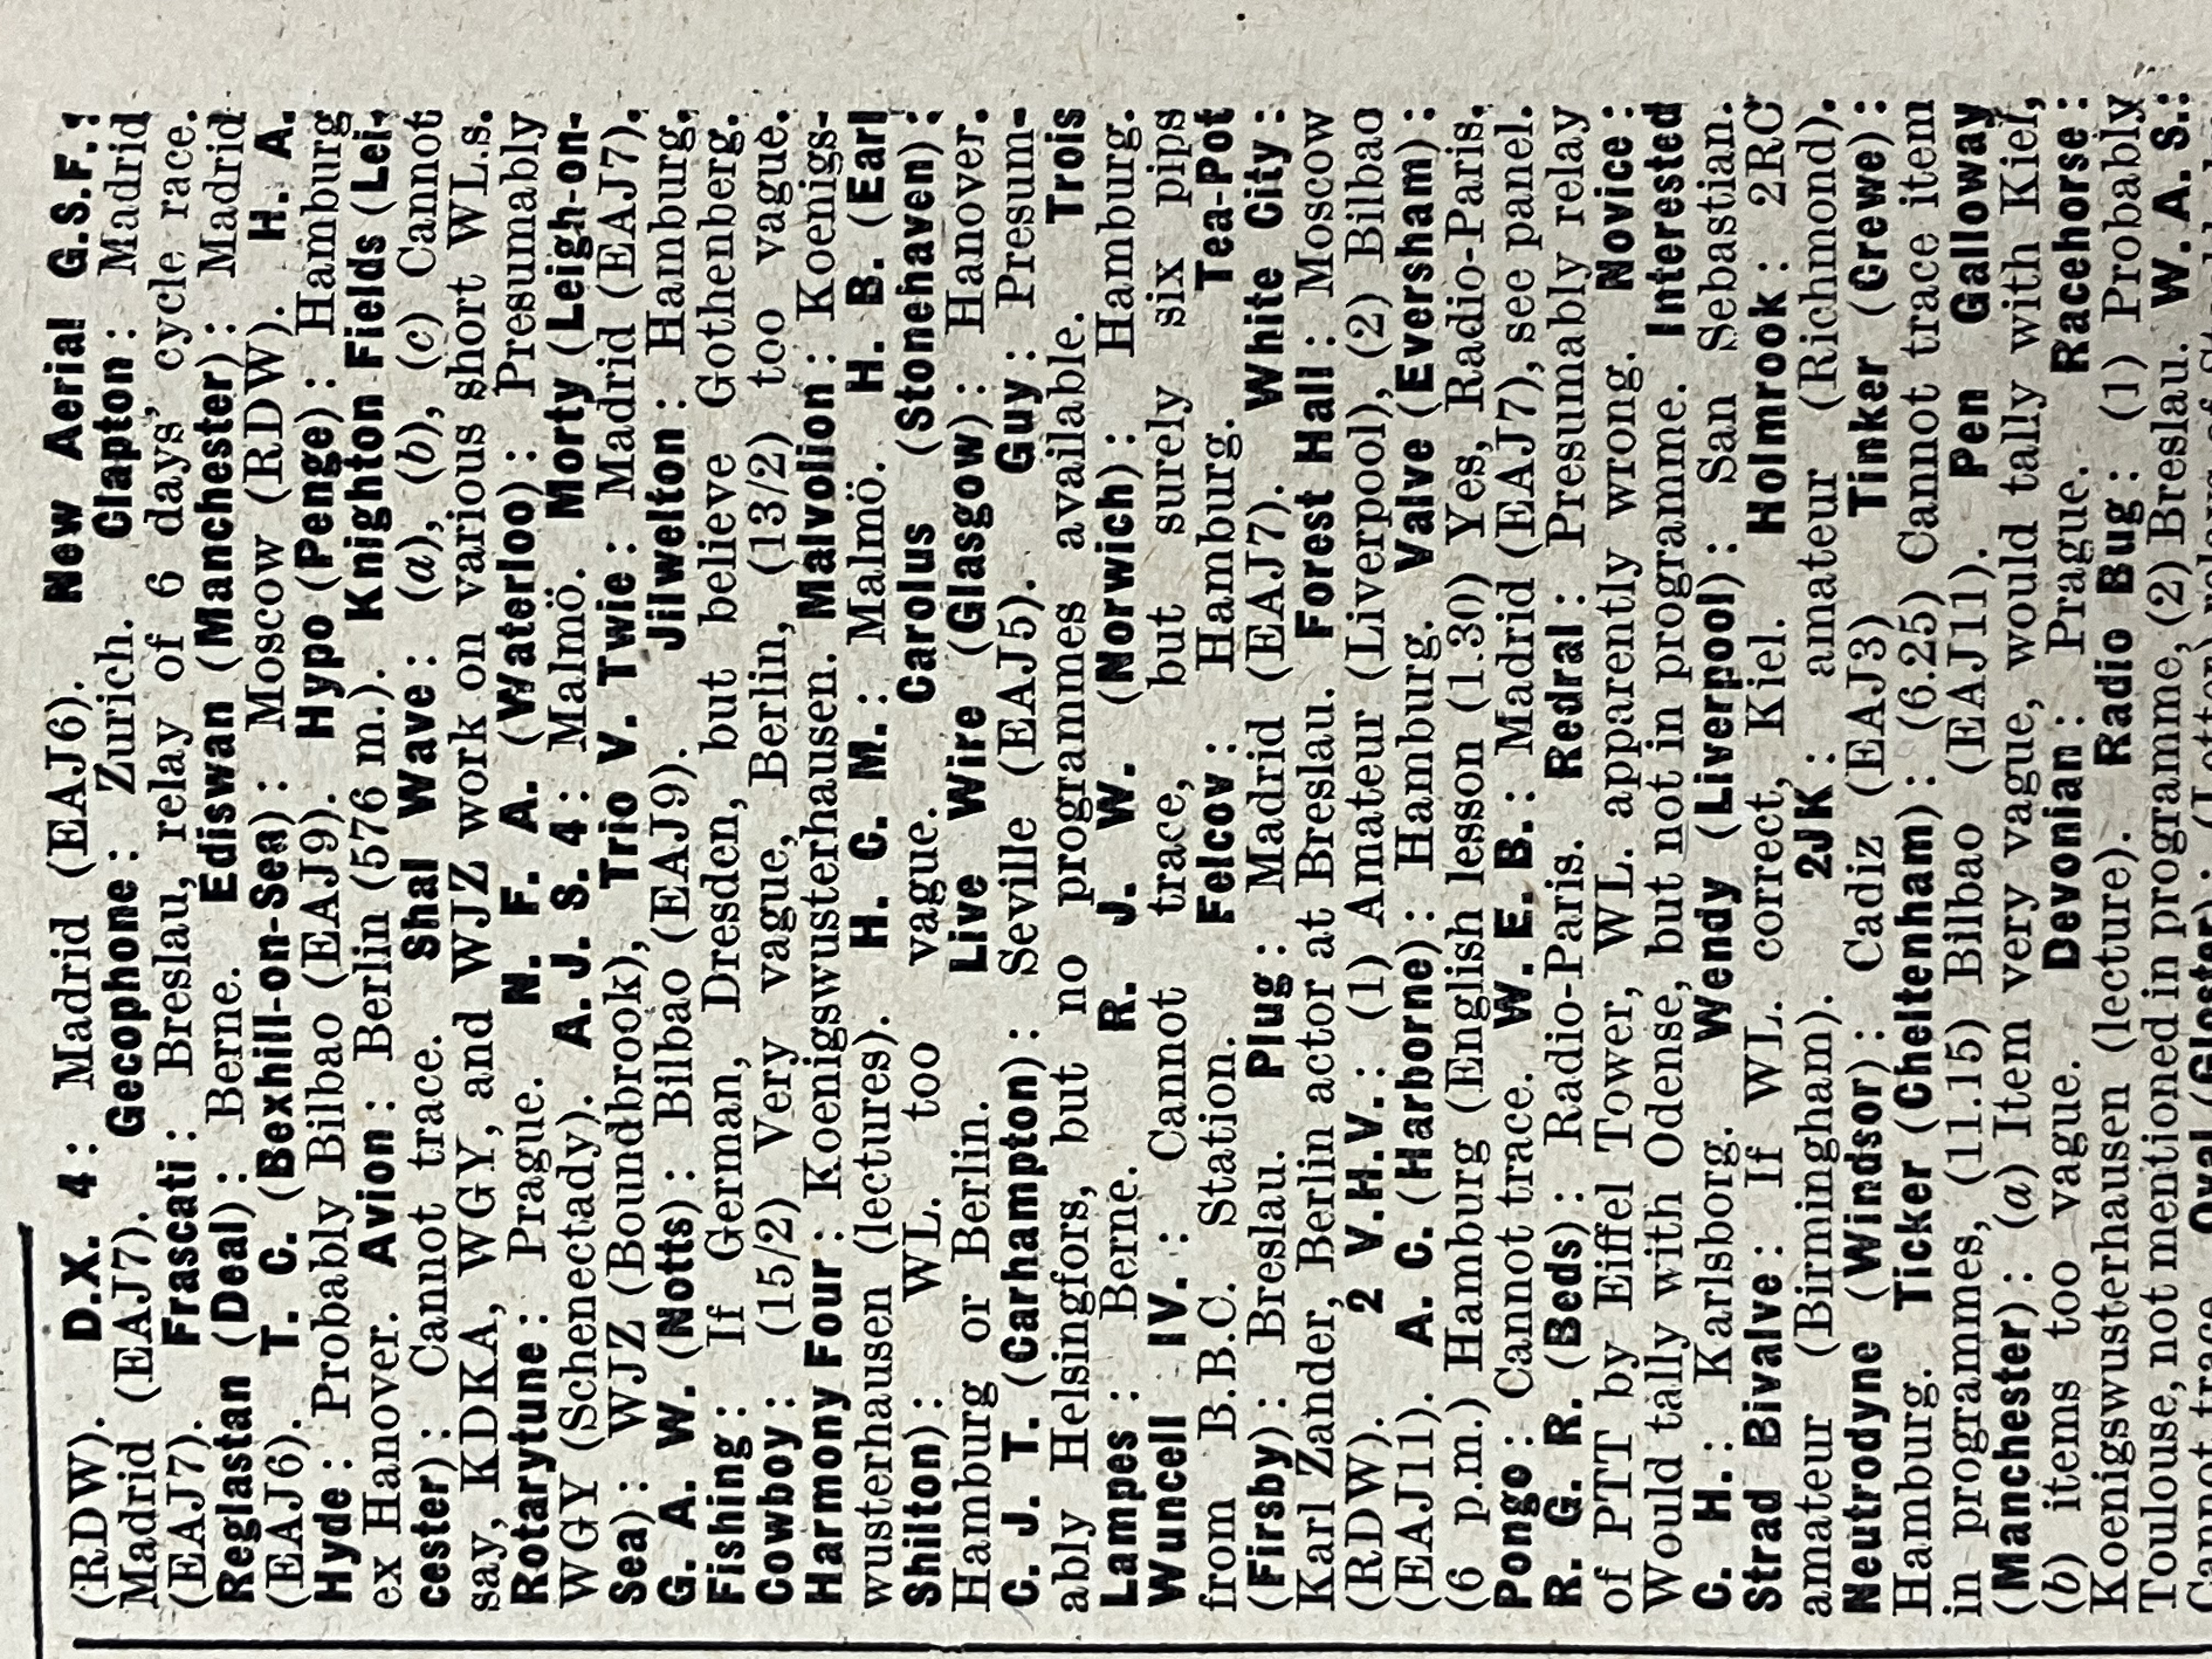 (RDW). D.X. 4: Madrid (EAJ6). New Aerial G.S.F.:
Madrid (EAJ7). Gecophone: Zurich. Clapton: Madrid
(EAJ7). Frascati: Breslau, relay of 6 days' cycle race.
Reglastan (Deal): Berne. Ediswan (Manchester): Madrid
(EAJ6). T. C. (Bexhill-on-Sea): Moscow (RDW). H. A.
Hyde: Probably Bilbao (EAJ9). Hypo (Penge): Hamburg
ex Hanover. Avion: Berlin (576 m.). Knighton Fields (Lei-
cester): Cannot trace. Shal Wave: (a), (b), (c) Cannot
say, KDKA, WGY, and WJZ work on various short WL.s.
Rotarytune: Prague. N. F. A. (Waterloo): Presumably
WGY (Schenectady). A. J. S. 4: Malmö. Morty (Leigh-on-
Sea): WJZ (Boundbrook), Trio V. Twie: Madrid (EAJ7).
G. A. W. (Notts): Bilbao (EAJ9). Jilwelton: Hamburg.
Fishing: If German, Dresden, but believe Gothenberg.
Cowboy: (15/2) Very vague, Berlin, (13/2) too vague.
Harmony Four: Koenigswusterhausen. Malvolion: Koenigs-
wusterhausen (lectures). H. C. M.: Malmö. H. B. (Earl
Shilton): WL. too vague. Carolus (Stonehaven):
Hamburg or Berlin. Live Wire (Glasgow): Hanover.
C. J. T. (Carhampton): Seville (EAJ5). Guy: Presum-
ably Helsingfors, but no programmes available. Trois
Lampes: Berne. R. J. W. (Norwich): Hamburg.
Wuncell IV.: Cannot trace, but surely six pips
from B.B.C. Station. Felcov: Hamburg. Tea-Pot
(Firsby): Breslau. Plug: Madrid (EAJ7). White City:
Karl Zander, Berlin actor at Breslau. Forest Hall: Moscow
(RDW). 2 V.H.V.: (1) Amateur (Liverpool), (2) Bilbao
(EAJ11). A. C. (Harborne): Hamburg. Valve (Eversham):
(6 p.m.) Hamburg (English lesson (1.30) Yes, Radio-Paris.
Pongo: Cannot trace. W. E. B.: Madrid (EAJ7), see panel.
R. G. R. (Beds): Radio-Paris. Redral: Presumably relay
of PTT by Eiffel Tower, WL. apparently wrong. Novice:
Would tally with Odense, but not in programme. Interested
C. H.: Karlsborg. Wendy (Liverpool): San Sebastian.
Strad Bivalve: If WL. correct, Kiel. Holmrook: 2RC
amateur (Birmingham). 2JK: amateur (Richmond).
Neutrodyne (Windsor): Cadiz (EAJ3) Tinker (Crewe):
Hamburg. Ticker (Cheltenham): (6.25) Cannot trace item
in programmes, (11.15) Bilbao (EAJ11). Pen Galloway
(Manchester): (a) Item very vague, would tally with Kiel,
(b) items too vague. Devonian: Prague. Racehorse:
Koenigswusterhausen (lecture). Radio Bug: (1) Probably
Toulouse, not mentioned in programme, (2) Breslau. W. A. S.:
Cannot trace. Oval (Gloster): (Letter) relays of